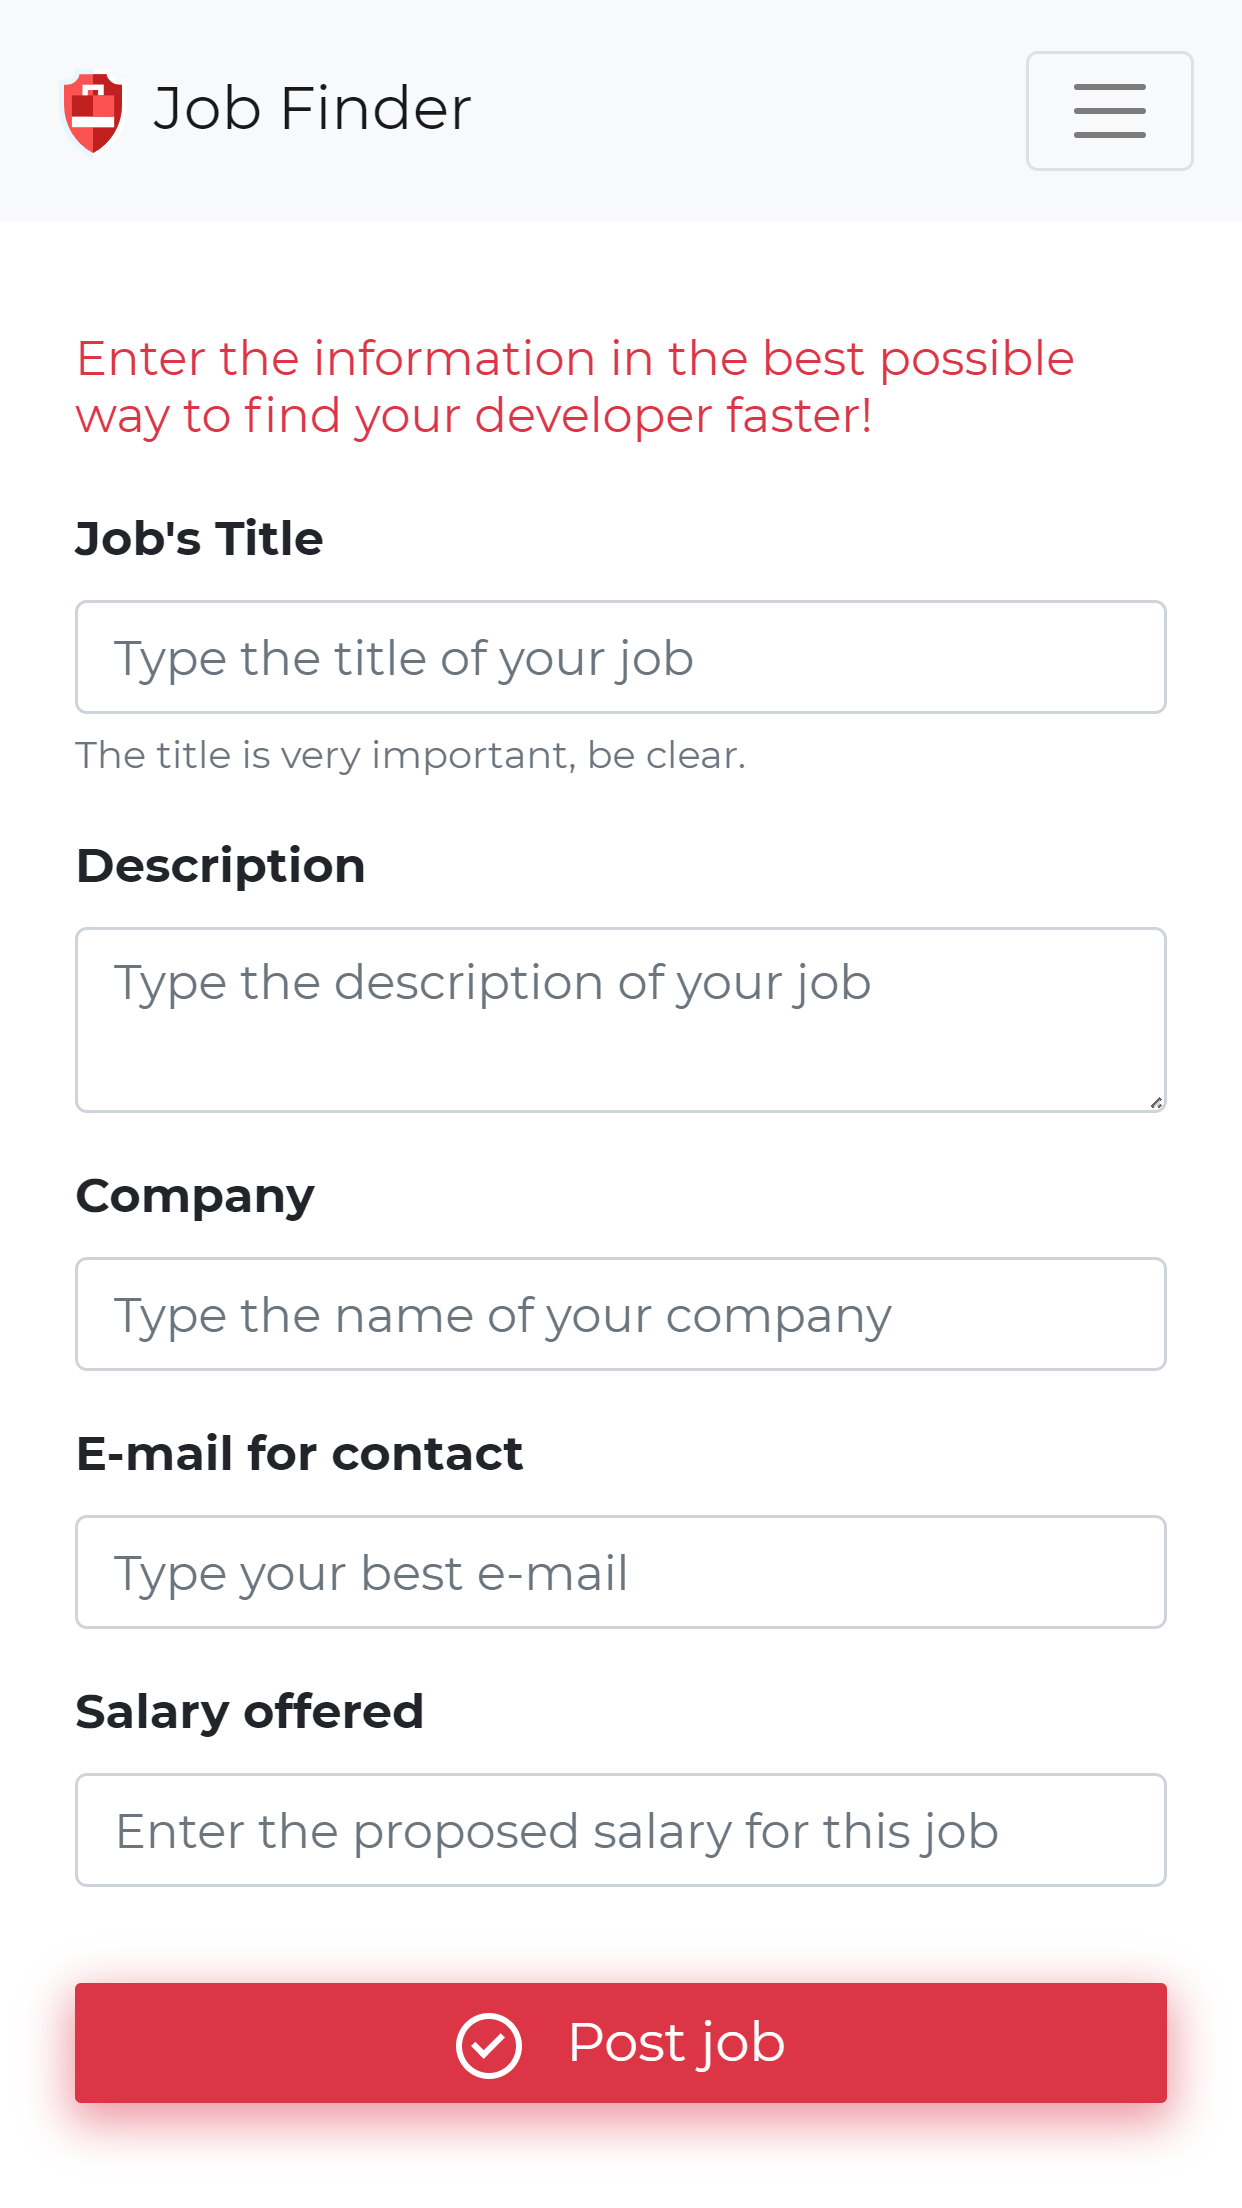 Job Finder
Enter the information in the best possible
way to find your developer faster!
Job's Title
Type the title of your job
The title is very important, be clear.
Description
Type the description of your job
Company
Type the name of your company
E-mail for contact
Type your best e-mail
Salary offered
Enter the proposed salary for this job
Post job